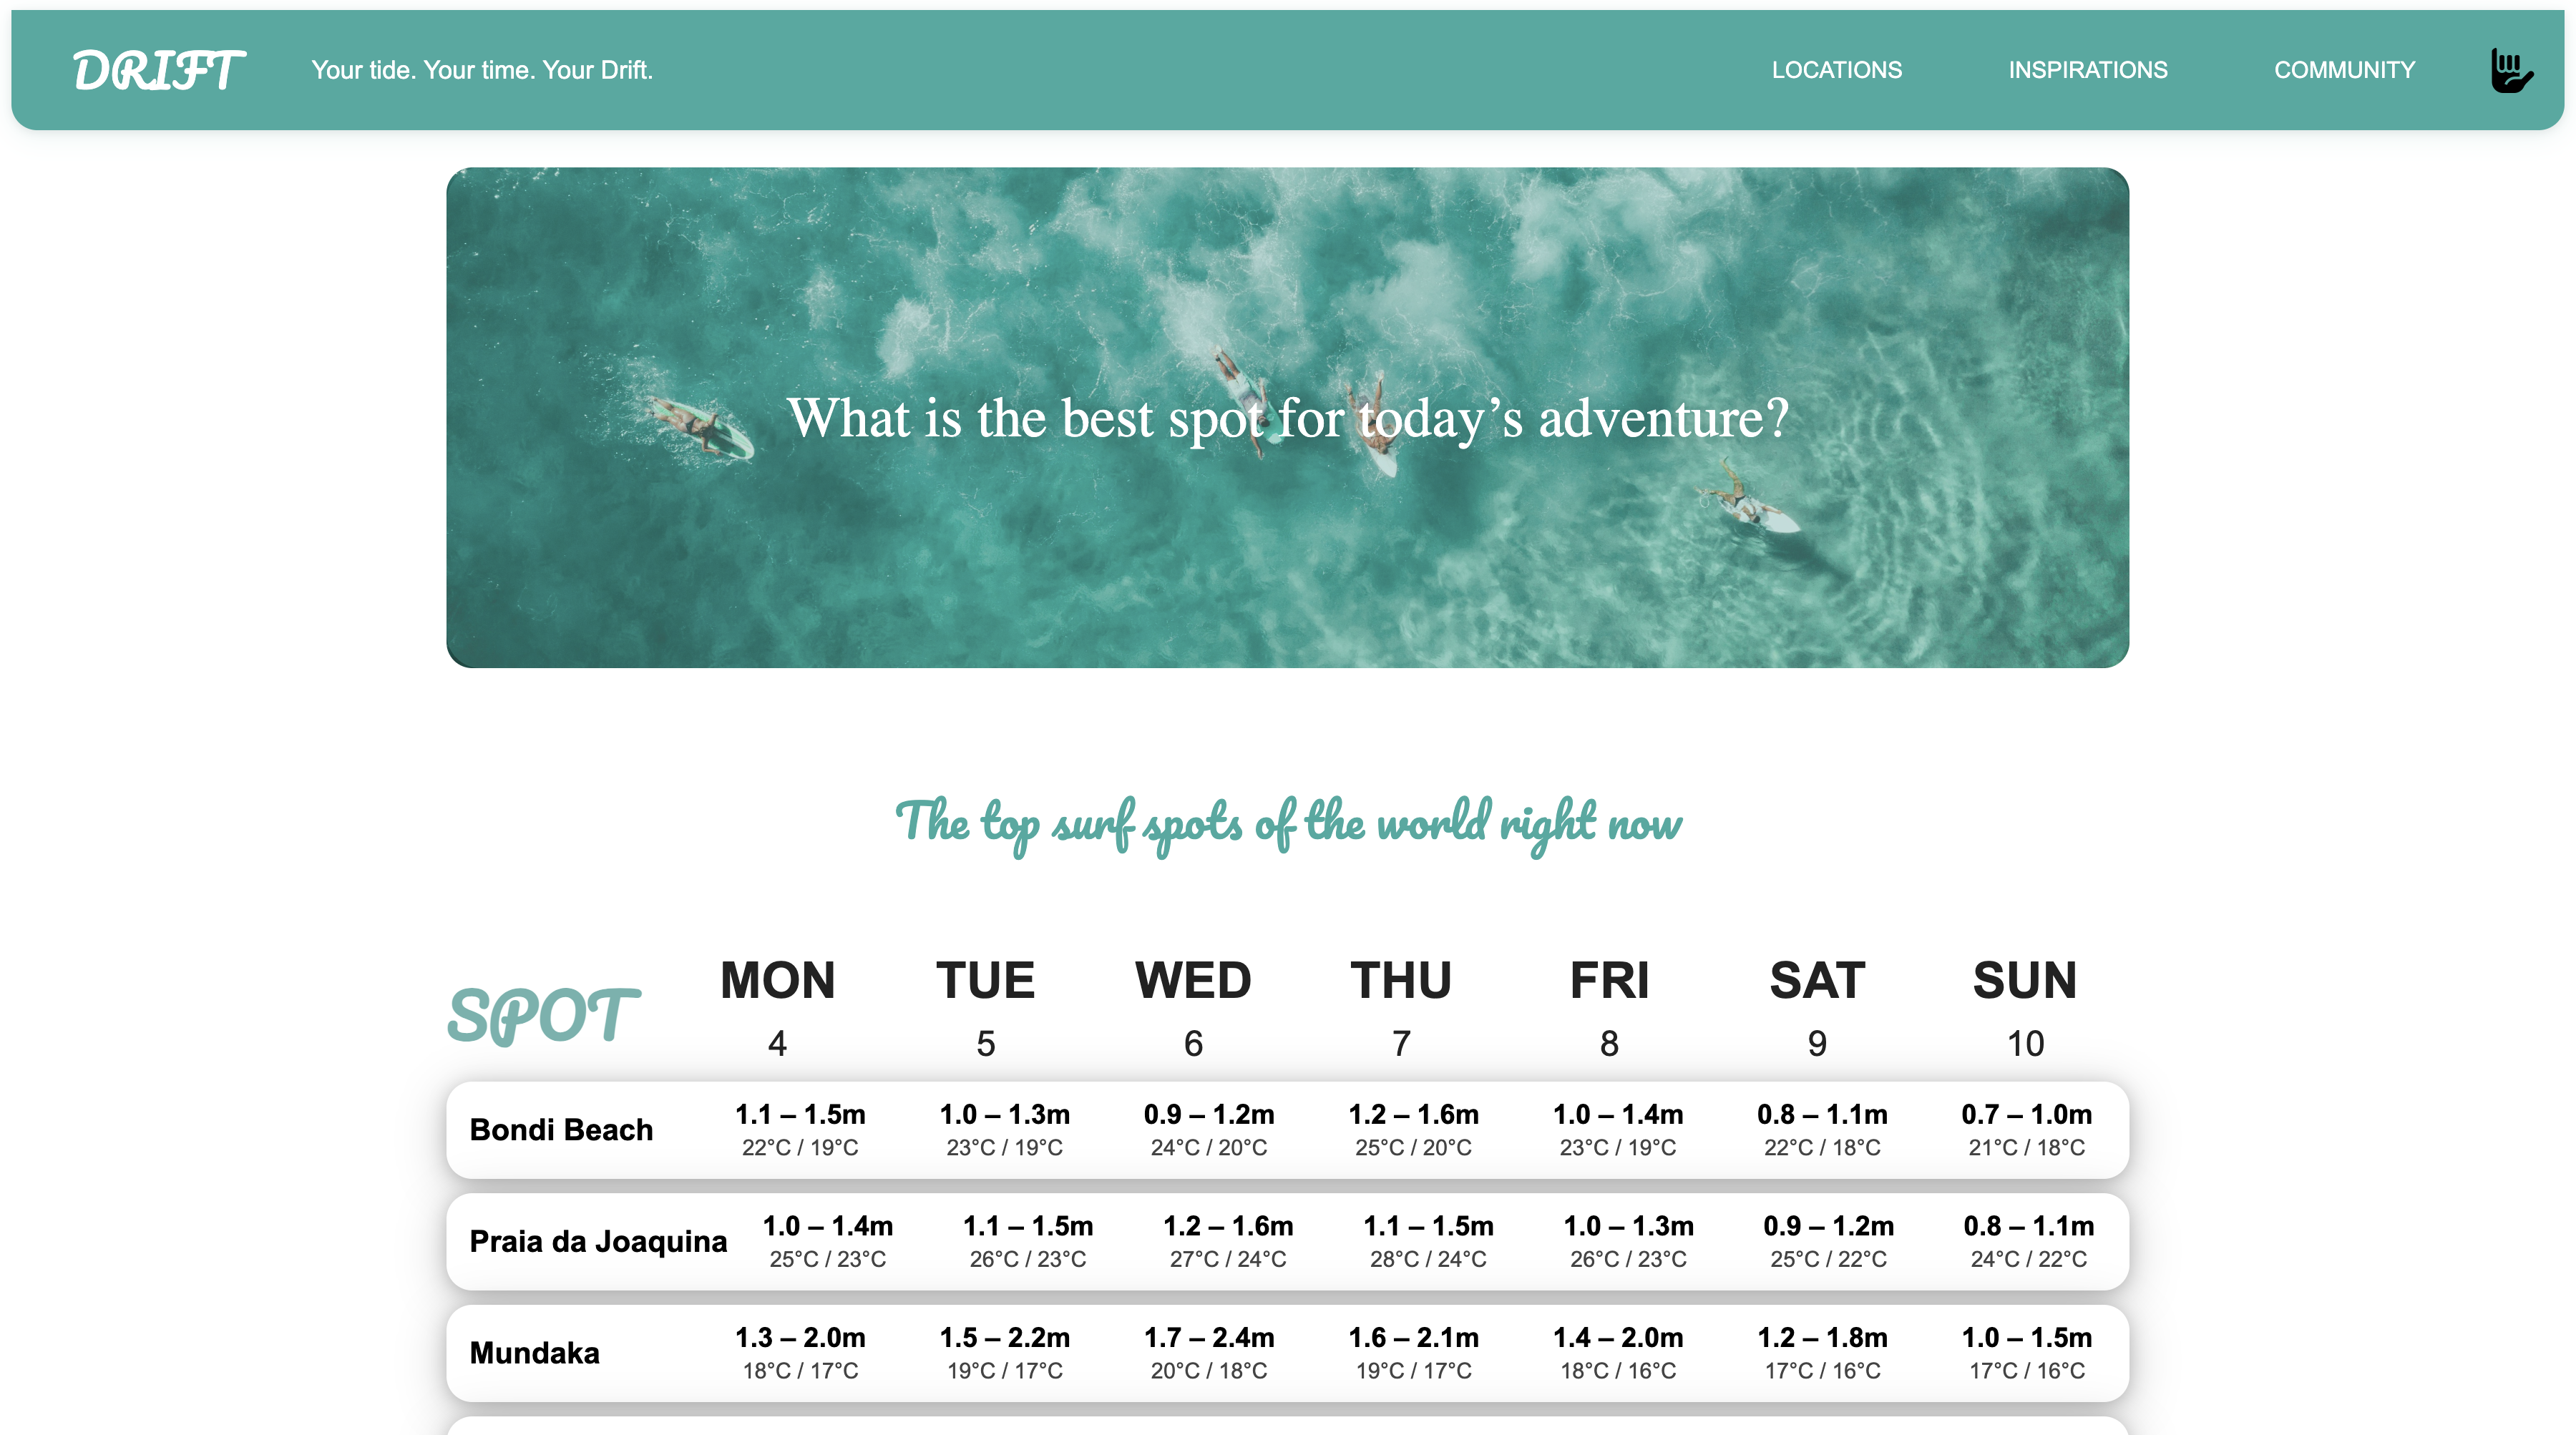 DRIFT Your tide. Your time. Your Drift. LOCATIONS INSPIRATIONS COMMUNITY
What is the best spot for today’s adventure?
The top surf spots of the world right now
SPOT MON TUE WED THU FRI SAT SUN
4 5 6 7 8 9 10
Bondi Beach 1.1 – 1.5m 1.0 – 1.3m 0.9 – 1.2m 1.2 – 1.6m 1.0 – 1.4m 0.8 – 1.1m 0.7 – 1.0m
22°C / 19°C 23°C / 19°C 24°C / 20°C 25°C / 20°C 23°C / 19°C 22°C / 18°C 21°C / 18°C
Praia da Joaquina 1.0 – 1.4m 1.1 – 1.5m 1.2 – 1.6m 1.1 – 1.5m 1.0 – 1.3m 0.9 – 1.2m 0.8 – 1.1m
25°C / 23°C 26°C / 23°C 27°C / 24°C 28°C / 24°C 26°C / 23°C 25°C / 22°C 24°C / 22°C
Mundaka 1.3 – 2.0m 1.5 – 2.2m 1.7 – 2.4m 1.6 – 2.1m 1.4 – 2.0m 1.2 – 1.8m 1.0 – 1.5m
18°C / 17°C 19°C / 17°C 20°C / 18°C 19°C / 17°C 18°C / 16°C 17°C / 16°C 17°C / 16°C